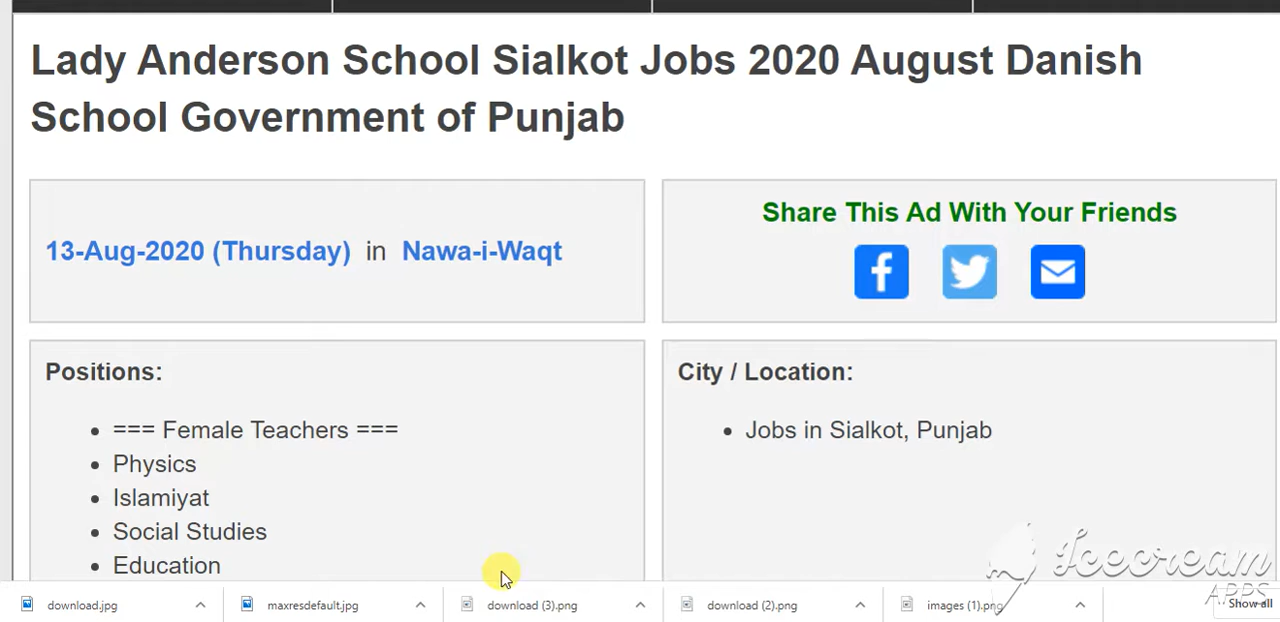 Lady Anderson School Sialkot Jobs 2020 August Danish
School Government of Punjab
13-Aug-2020 (Thursday) in Nawa-i-Waqt
Share This Ad With Your Friends
Positions:
=== Female Teachers ===
Physics
Islamiyat
Social Studies
Education
City / Location:
Jobs in Sialkot, Punjab
download.jpg
maxresdefault.jpg
download (3).png
download (2).png
images (1).png
Show all
Icecream
APPS